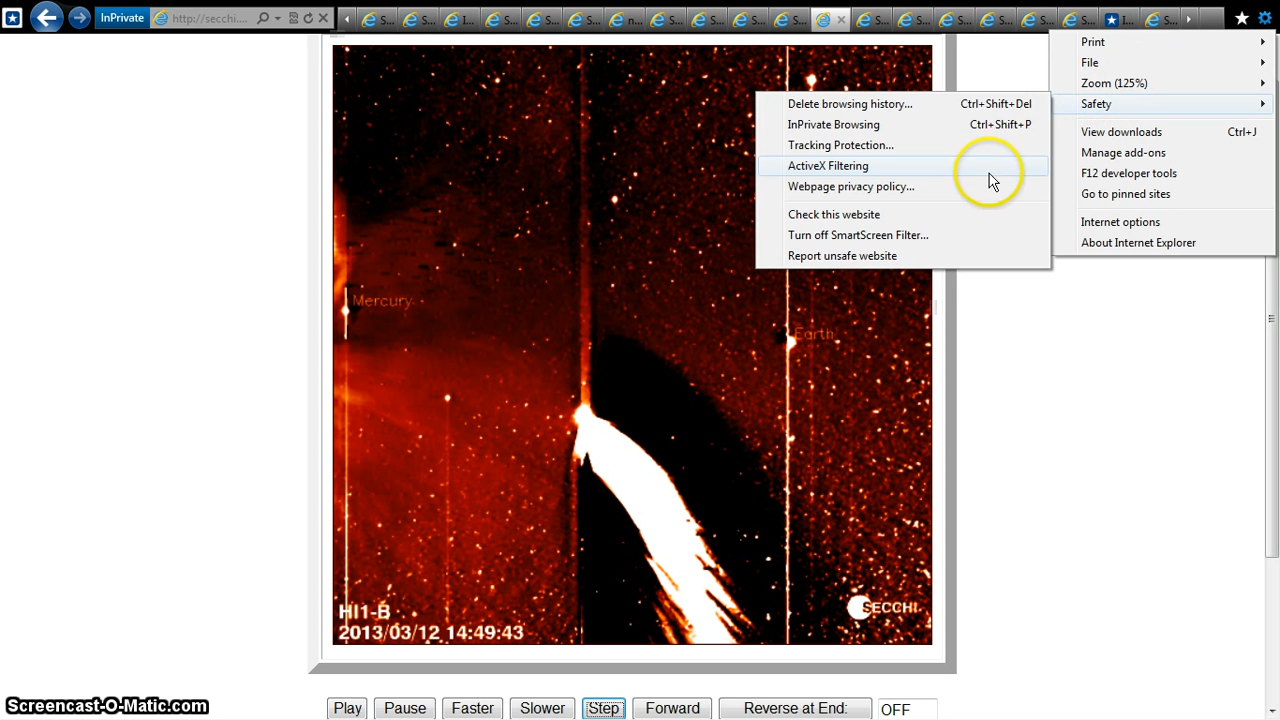 InPrivate
http://secchi.
S
S
I
S
S
S
n
S
S
S
S
S
S
S
S
S
S
S
I
S
Print
File
Zoom (125%)
Safety
View downloads Ctrl+J
Manage add-ons
F12 developer tools
Go to pinned sites
Internet options
About Internet Explorer
Delete browsing history... Ctrl+Shift+Del
InPrivate Browsing Ctrl+Shift+P
Tracking Protection...
ActiveX Filtering
Webpage privacy policy...
Check this website
Turn off SmartScreen Filter...
Report unsafe website
Mercury
Earth
HI1-B
2013/03/12 14:49:43
SECCHI
Play Pause Faster Slower Step Forward Reverse at End: OFF
Screencast-O-Matic.com